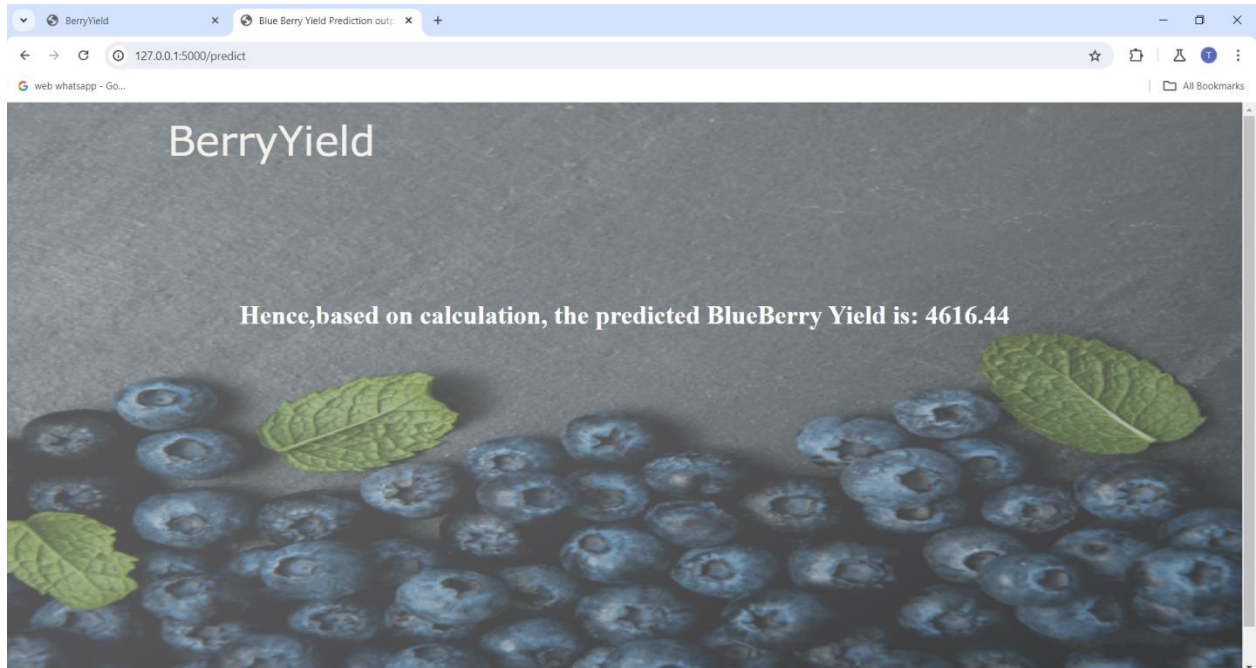 BerryYield
Blue Berry Yield Prediction outp
127.0.0.1:5000/predict
T
web whatsapp - Go...
All Bookmarks
BerryYield
Hence,based on calculation, the predicted BlueBerry Yield is: 4616.44